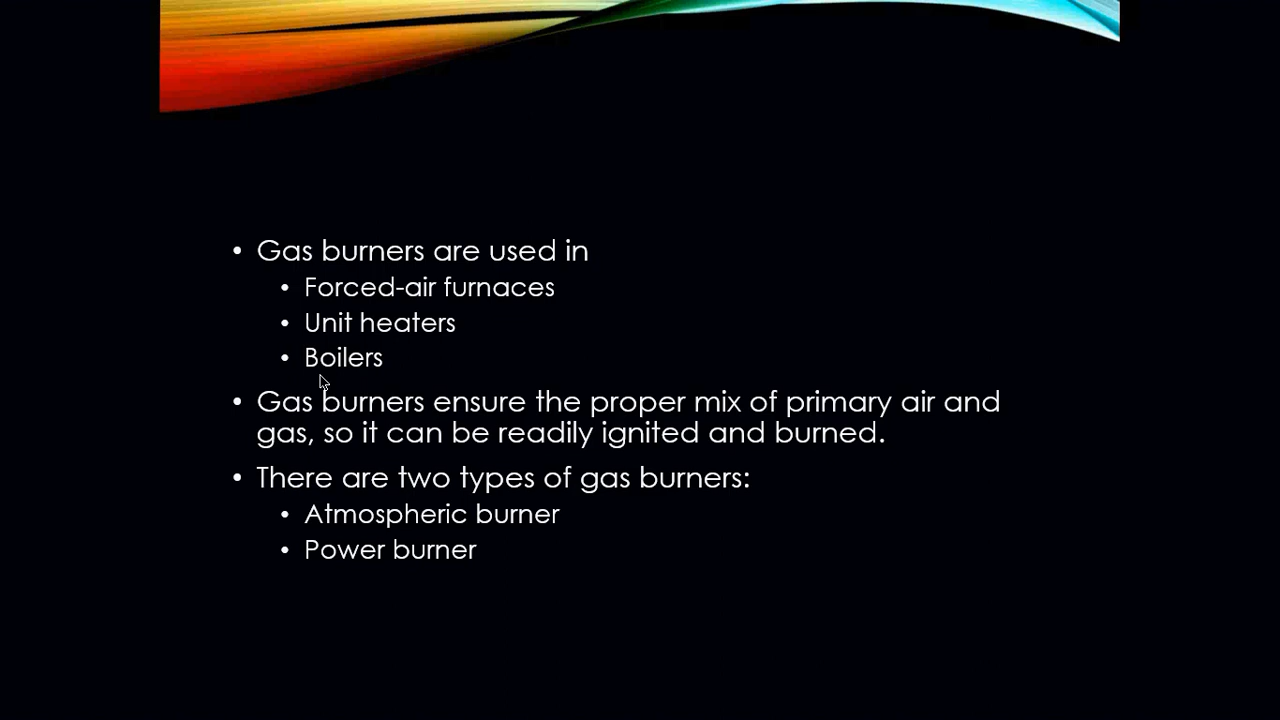 • Gas burners are used in
• Forced-air furnaces
• Unit heaters
• Boilers
• Gas burners ensure the proper mix of primary air and
gas, so it can be readily ignited and burned.
• There are two types of gas burners:
• Atmospheric burner
• Power burner